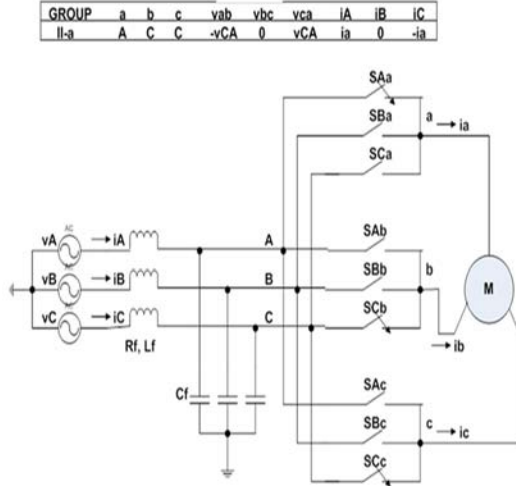 GROUP a b c vab vbc vca iA iB iC
II-a A C C -vCA 0 vCA ia 0 -ia
SAa
SBa
SCa
a
ia
vA
AC
iA
A
SAb
vB
iB
B
SBb
b
M
vC
iC
C
SCb
ib
Rf, Lf
Cf
SAc
SBc
SCc
c
ic